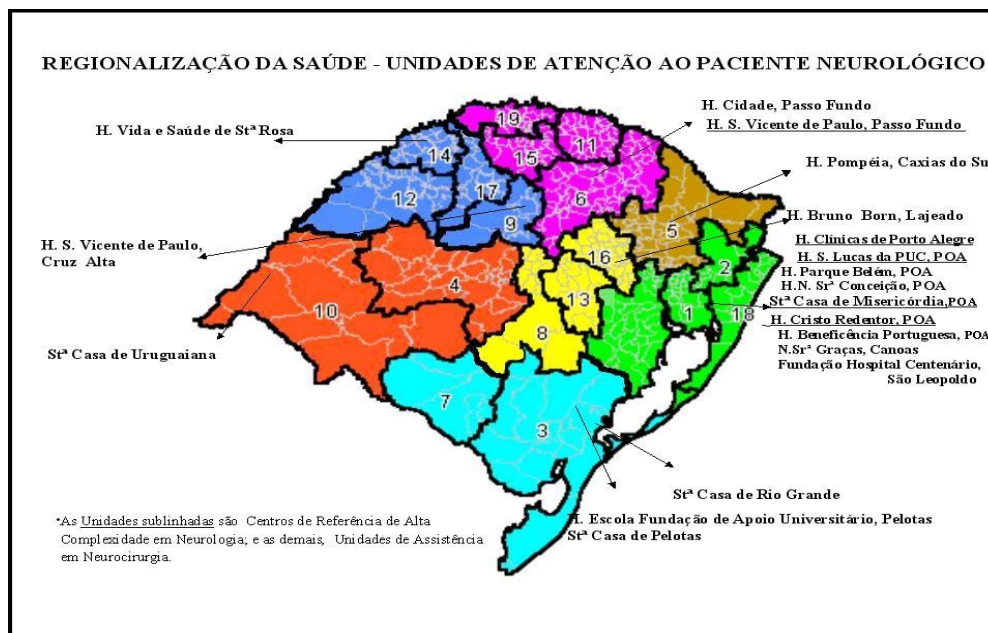 REGIONALIZAÇÃO DA SAÚDE - UNIDADES DE ATENÇÃO AO PACIENTE NEUROLÓGICO
H. Cidade, Passo Fundo
H. S. Vicente de Paulo, Passo Fundo
H. Vida e Saúde de Stª Rosa
H. Pompéia, Caxias do Su
H. Bruno Born, Lajeado
H. S. Vicente de Paulo,
Cruz Alta
H. Clínicas de Porto Alegre
H. S. Lucas da PUC, POA
H. Parque Belém, POA
H.N. Srª Conceição, POA
Stª Casa de Misericórdia,POA
H. Cristo Redentor, POA
H. Beneficência Portuguesa, POA
N.Srª Graças, Canoas
Fundação Hospital Centenário,
São Leopoldo
Stª Casa de Uruguaiana
19
11
14
15
17
12
6
9
5
16
2
4
10
13
1
18
8
7
3
Stª Casa de Rio Grande
H. Escola Fundação de Apoio Universitário, Pelotas
Stª Casa de Pelotas
*As Unidades sublinhadas são Centros de Referência de Alta
Complexidade em Neurologia; e as demais, Unidades de Assistência
em Neurocirurgia.